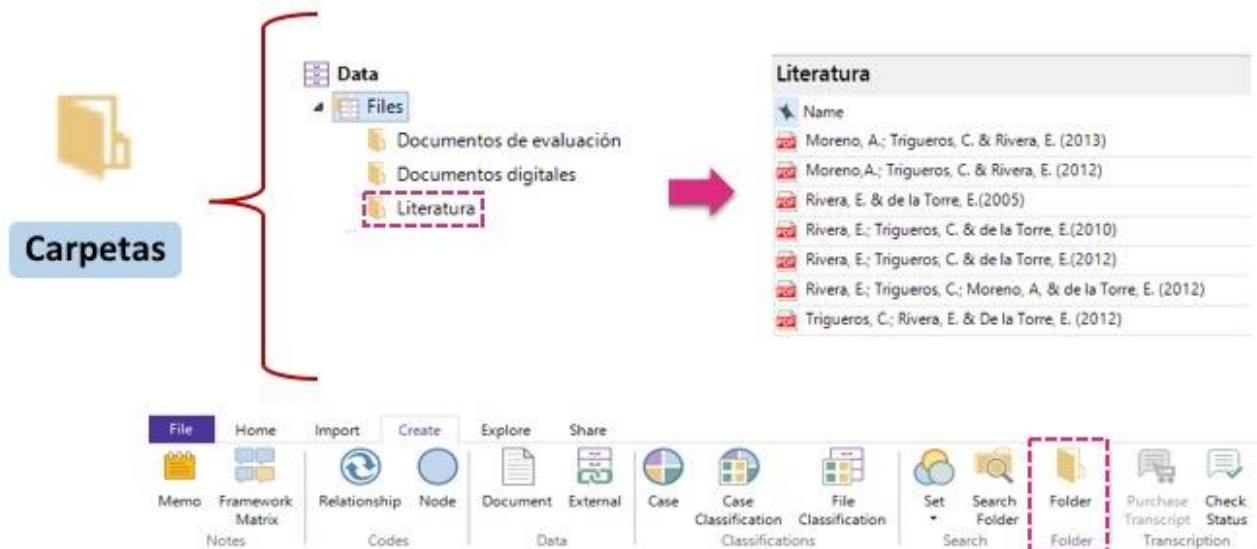 Carpetas
Data
Files
Documentos de evaluación
Documentos digitales
Literatura
Literatura
Name
Moreno, A.; Trigueros, C. & Rivera, E. (2013)
Moreno,A.; Trigueros, C. & Rivera, E. (2012)
Rivera, E. & de la Torre, E.(2005)
Rivera, E.; Trigueros, C. & de la Torre, E.(2010)
Rivera, E.; Trigueros, C. & de la Torre, E.(2012)
Rivera, E.; Trigueros, C.; Moreno, A, & de la Torre, E. (2012)
Trigueros, C.; Rivera, E. & De la Torre, E. (2012)
File Home Import Create Explore Share
Memo Framework Relationship Node Document External Case Case File Set Search Folder Purchase Check
Matrix Classification Classification Folder Transcript Status
Notes Codes Data Classifications Search Folder Transcription